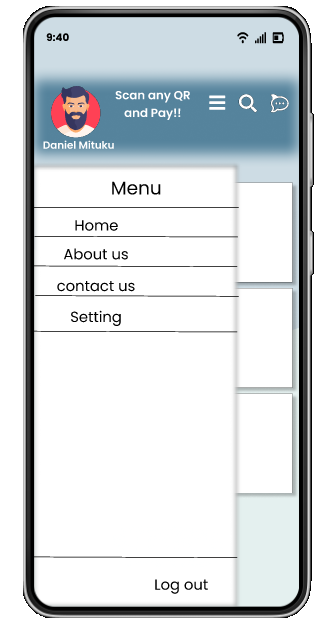 9:40
Scan any QR
and Pay!!
Daniel Mituku
Menu
Home
About us
contact us
Setting
Log out